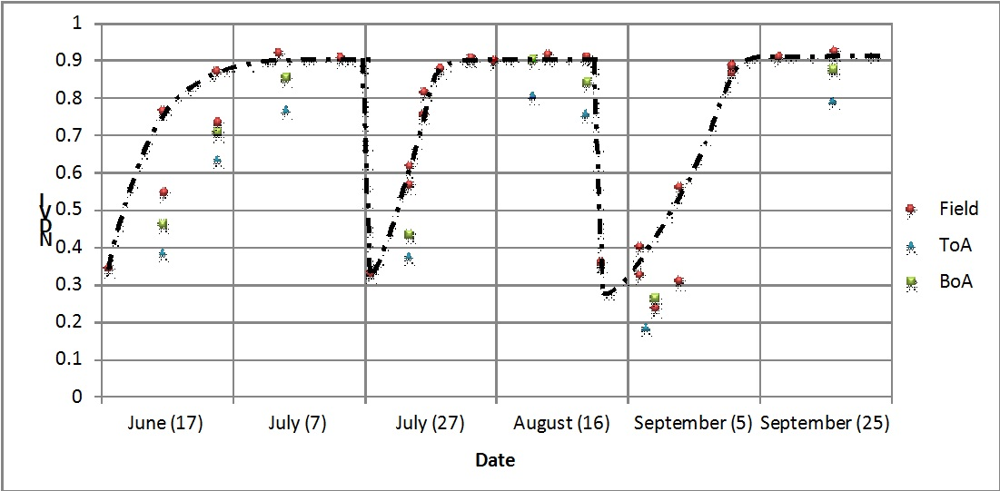 1
0.9
0.8
0.7
0.6
0.5
0.4
0.3
0.2
0.1
0
NDVI
June (17)
July (7)
July (27)
August (16)
September (5)
September (25)
Date
Field
ToA
BoA